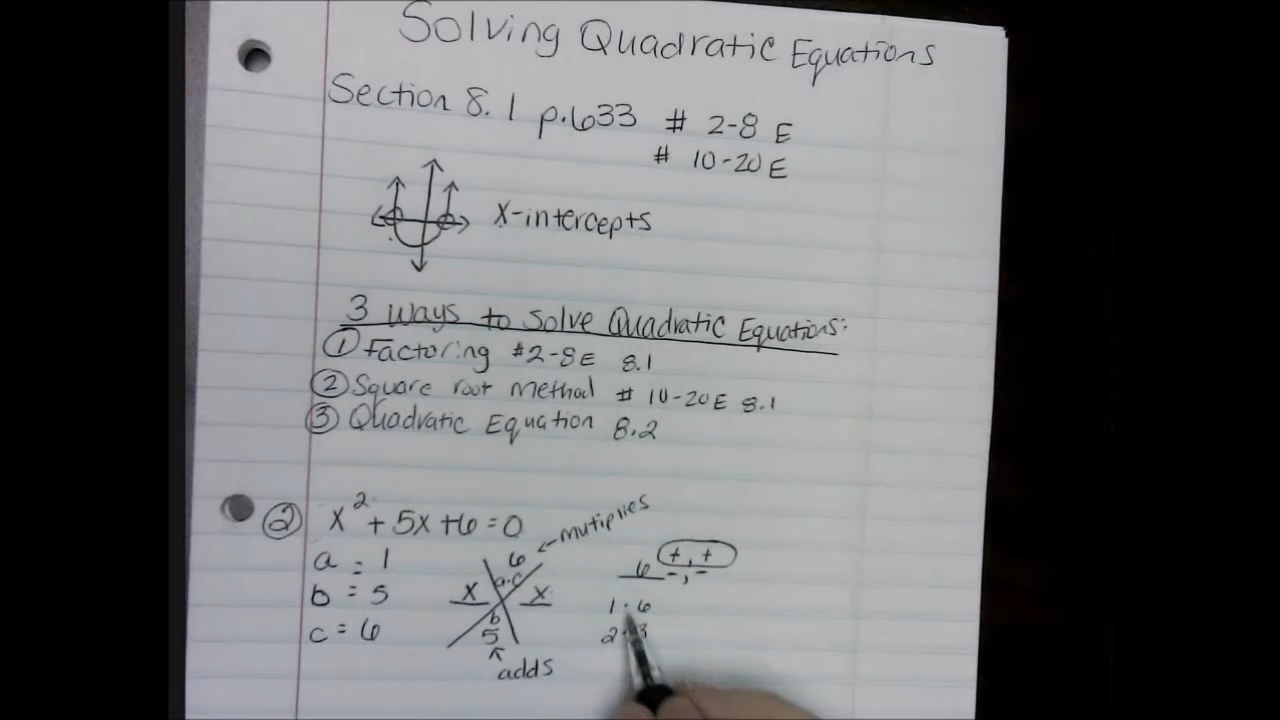 Solving Quadratic Equations
Section 8.1 p.633 # 2-8 E
# 10-20 E
X-intercepts
3 Ways to Solve Quadratic Equations:
① Factoring #2-8E 8.1
② Square root Method # 10-20E 8.1
③ Quadratic Equation 8.2
② x² + 5x + 6 = 0
a = 1
b = 5
c = 6
6 ← mutiplies
a·c
x x
b
5
↑
adds
6 +, +
-, -
1 · 6
2 · 3